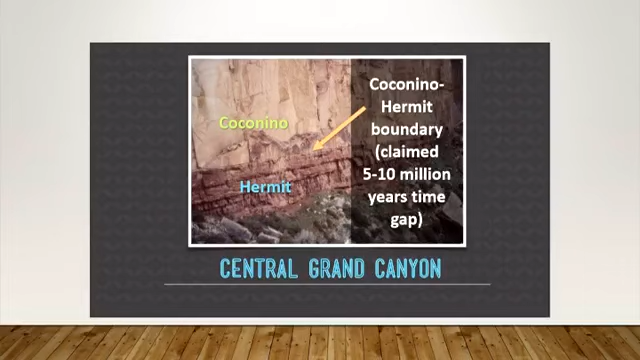 Coconino
Hermit
Coconino-
Hermit
boundary
(claimed
5-10 million
years time
gap)
CENTRAL GRAND CANYON